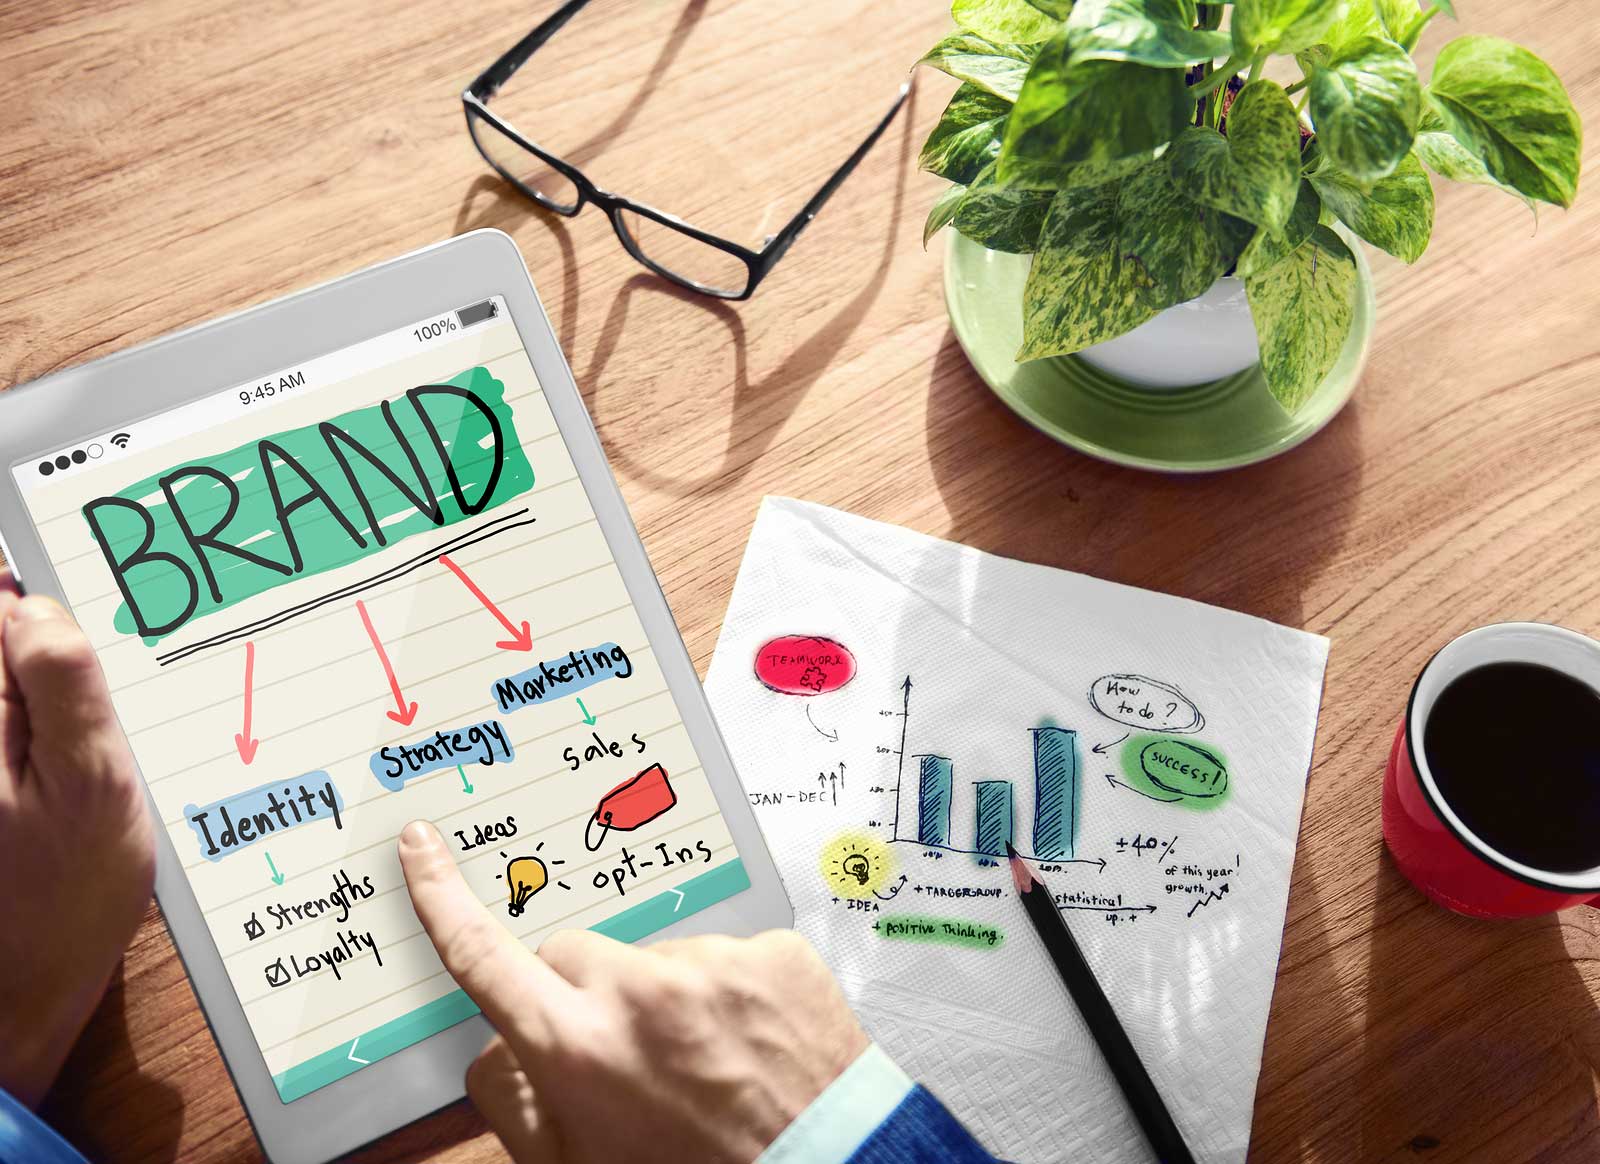 100%
9:45 AM
BRAND
Marketing
Strategy
Identity
Sales
Ideas
opt-Ins
Strengths
Loyalty
TEAMWORK
How
to do?
SUCCESS!
JAN-DEC
±40%
of this year!
growth.
+ IDEA
+ TARGETGROUP.
statistical
up. +
+ positive Thinking.